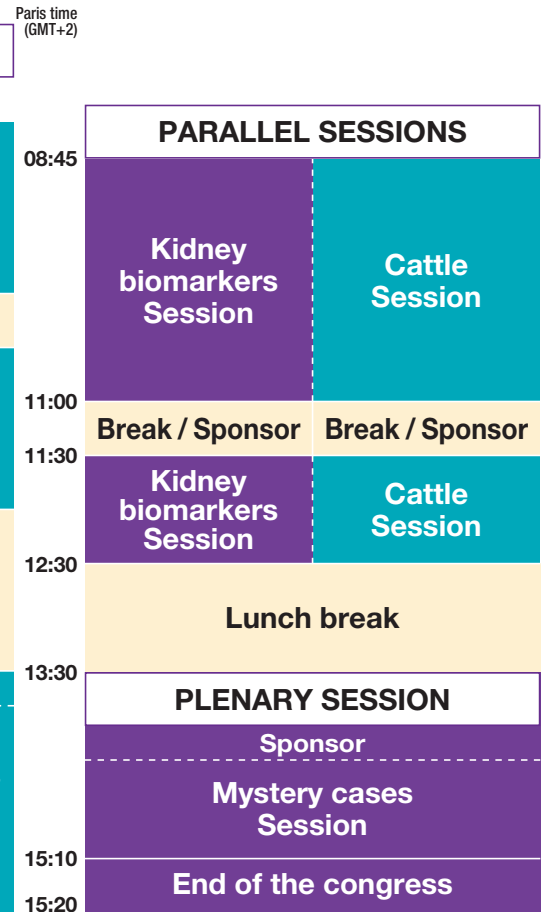 Paris time
(GMT+2)
PARALLEL SESSIONS
08:45
Kidney
biomarkers
Session
Cattle
Session
11:00
Break / Sponsor
Break / Sponsor
11:30
Kidney
biomarkers
Session
Cattle
Session
12:30
Lunch break
13:30
PLENARY SESSION
Sponsor
Mystery cases
Session
15:10
End of the congress
15:20